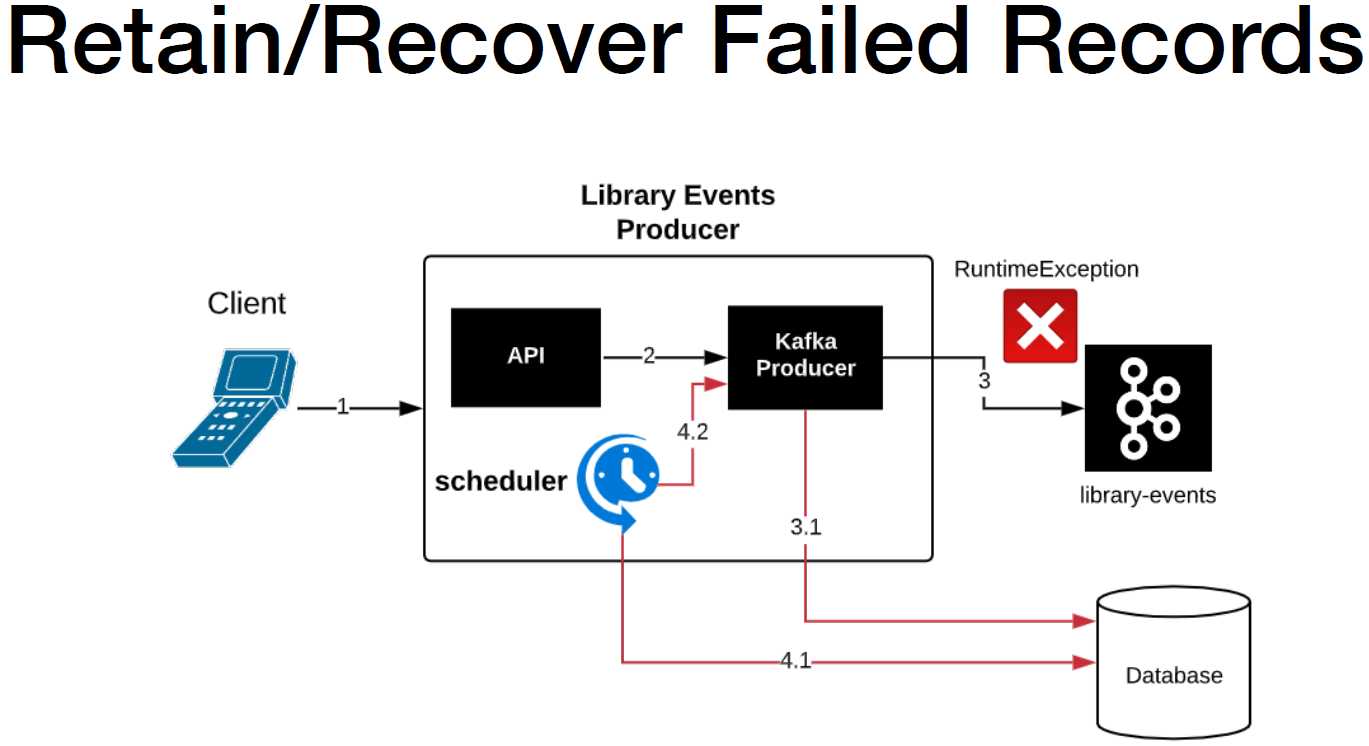 Retain/Recover Failed Records
Library Events
Producer
RuntimeException
Client
API
2
Kafka
Producer
3
1
4.2
scheduler
library-events
3.1
4.1
Database